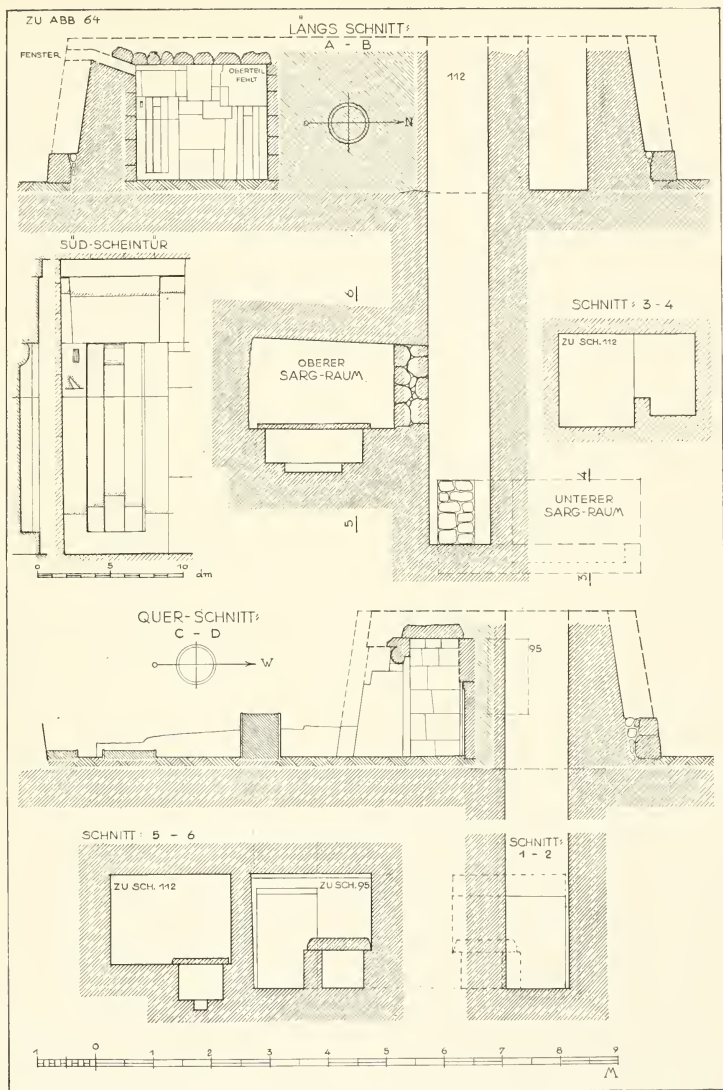 ZU ABB 64
LÄNGS SCHNITT:
A - B
FENSTER
OBERTEIL
FEHLT
112
N
SÜD-SCHEINTÜR
6
SCHNITT: 3 - 4
ZU SCH. 112
OBERER
SARG-RAUM
4
UNTERER
SARG-RAUM
5
3
0 5 10
dm
QUER-SCHNITT:
C - D
W
95
SCHNITT: 5 - 6
SCHNITT:
1 - 2
ZU SCH. 112
ZU SCH. 95
1 0 1 2 3 4 5 6 7 8 9
M